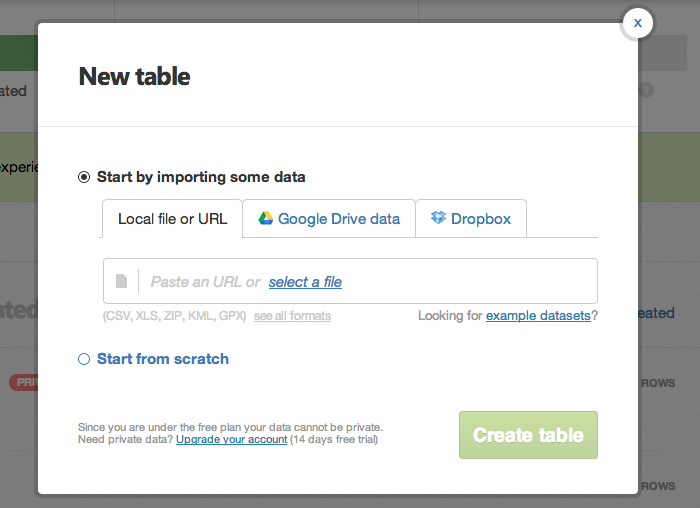 x
New table
ated
?
experie
Start by importing some data
Local file or URL
Google Drive data
Dropbox
Paste an URL or select a file
(CSV, XLS, ZIP, KML, GPX) see all formats
Looking for example datasets?
nted
eated
Start from scratch
PRI
ROWS
Since you are under the free plan your data cannot be private.
Need private data? Upgrade your account (14 days free trial)
Create table
ROWS